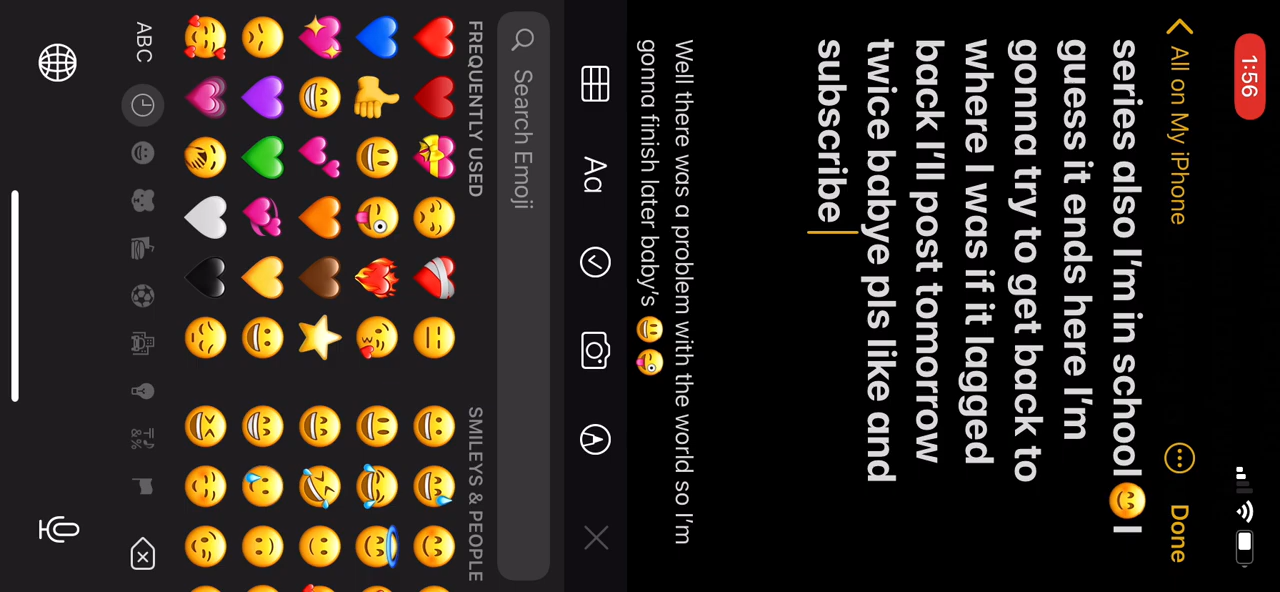 1:56
All on My iPhone
Done
series also I'm in school😊I
guess it ends here I'm
gonna try to get back to
where I was if it lagged
back I'll post tomorrow
twice babye pls like and
subscribe
Well there was a problem with the world so I'm
gonna finish later baby's 😃😜
Aa
Search Emoji
FREQUENTLY USED
SMILEYS & PEOPLE
ABC